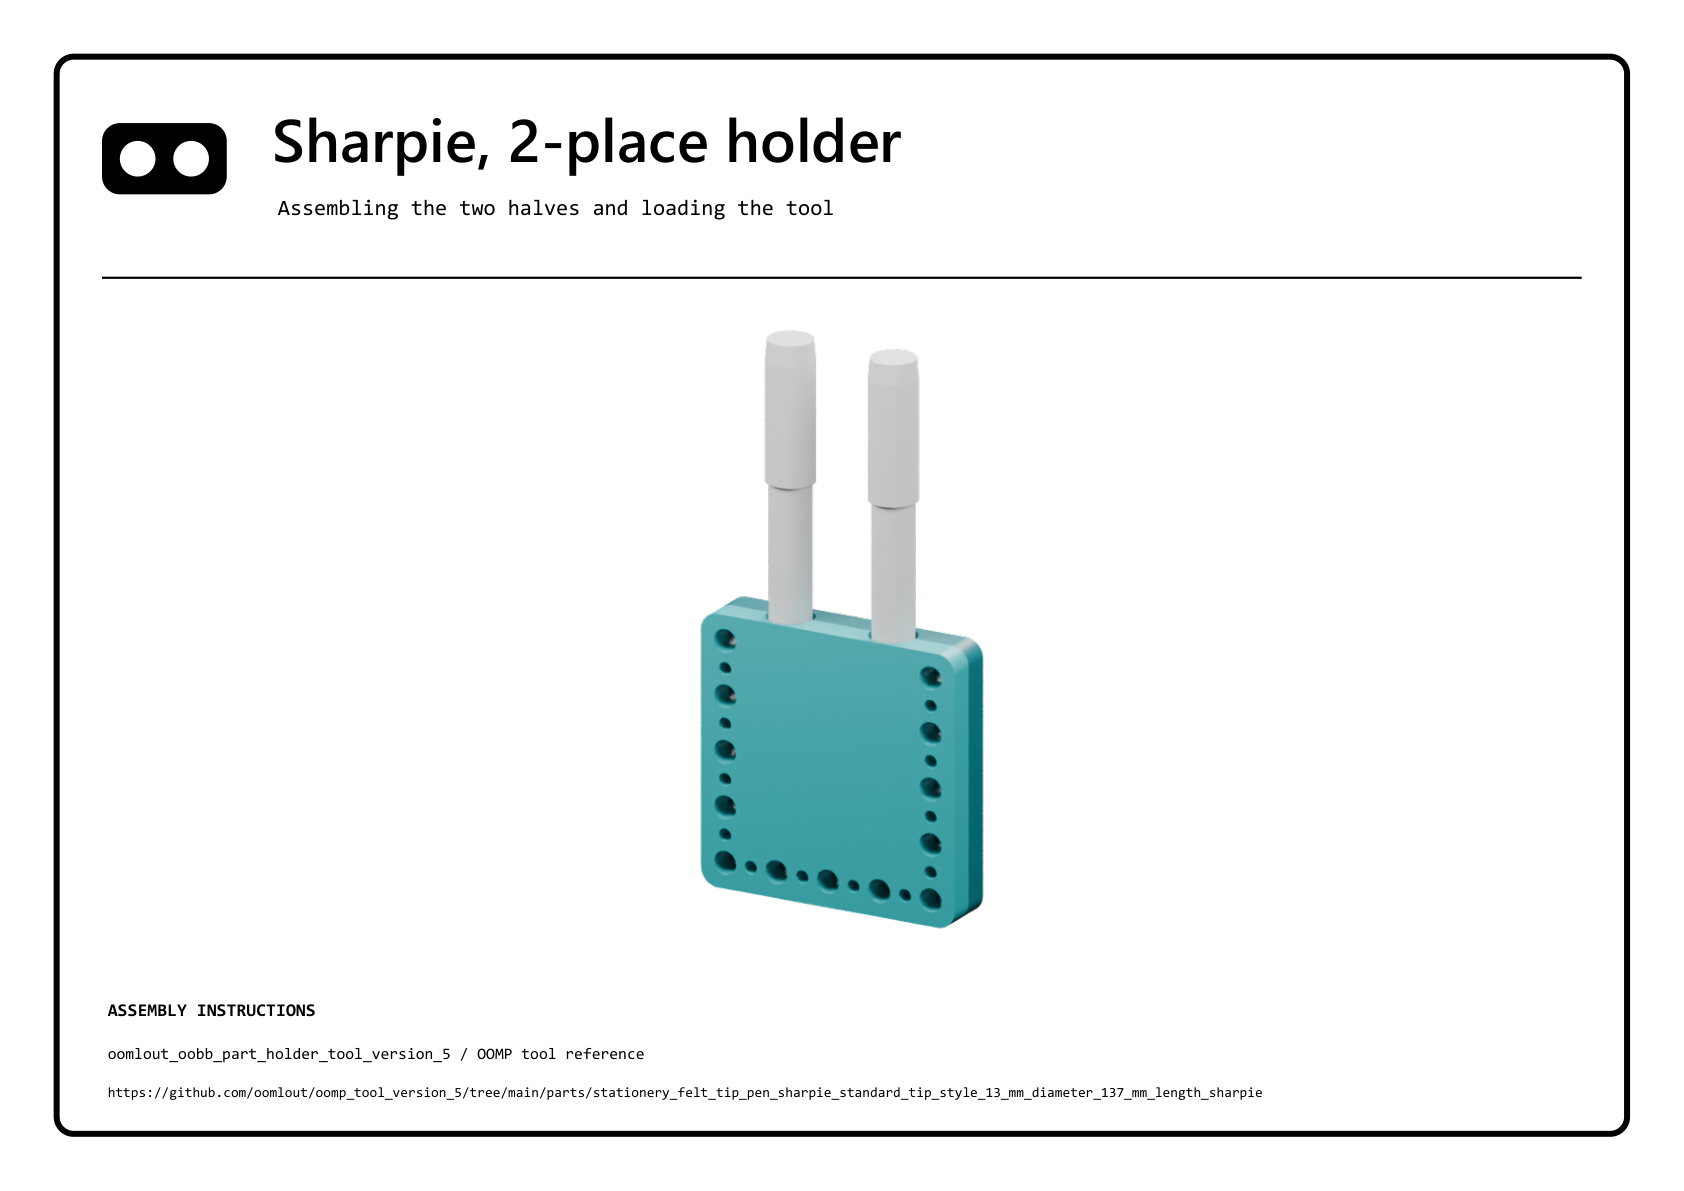 Sharpie, 2-place holder
Assembling the two halves and loading the tool
ASSEMBLY INSTRUCTIONS
oomlout_oobb_part_holder_tool_version_5 / OOMP tool reference
https://github.com/oomlout/oomp_tool_version_5/tree/main/parts/stationery_felt_tip_pen_sharpie_standard_tip_style_13_mm_diameter_137_mm_length_sharpie